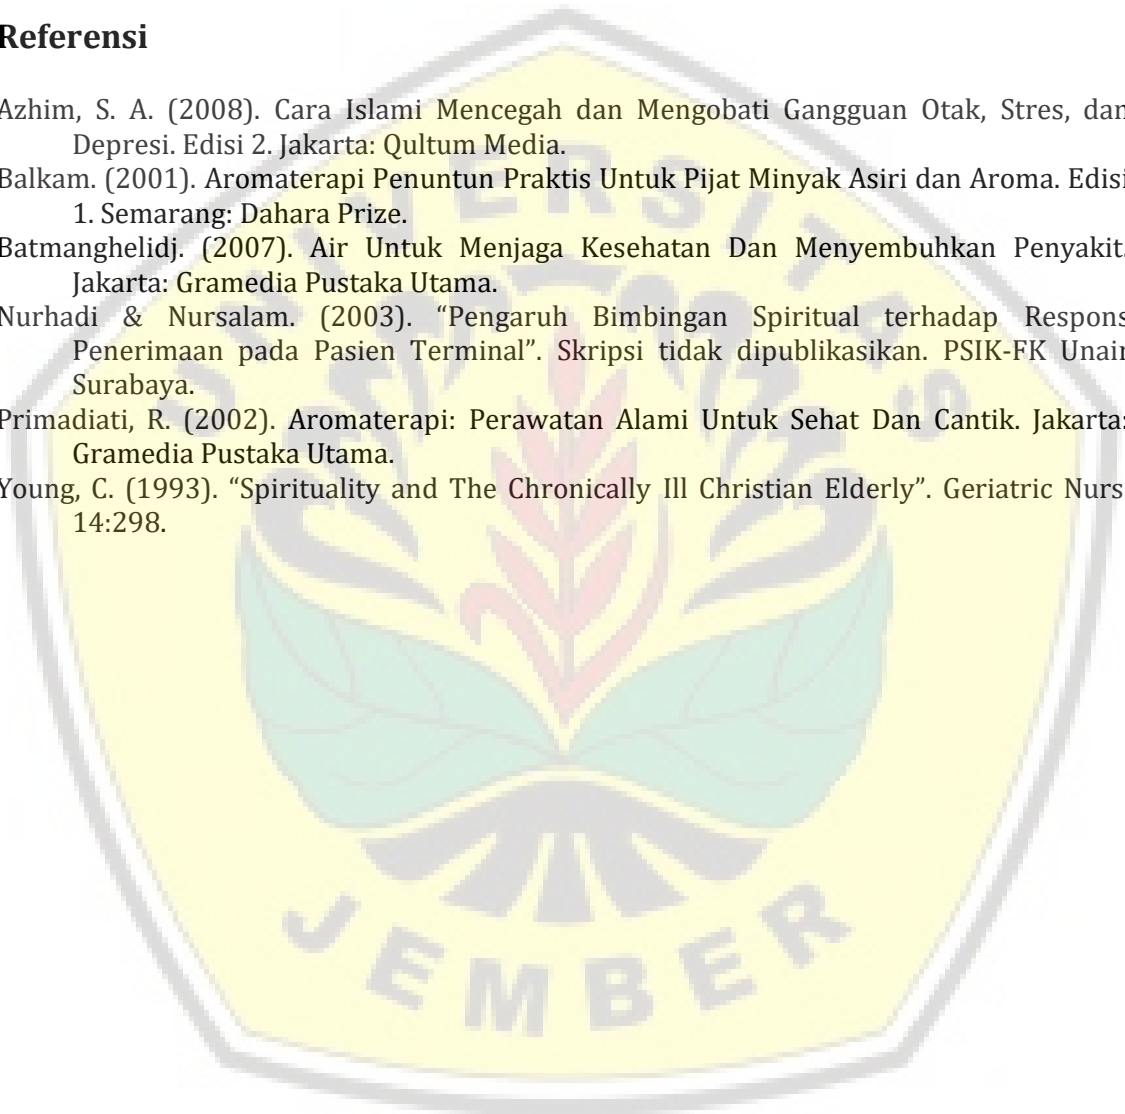 Referensi
Azhim, S. A. (2008). Cara Islami Mencegah dan Mengobati Gangguan Otak, Stres, dan
Depresi. Edisi 2. Jakarta: Qultum Media.
Balkam. (2001). Aromaterapi Penuntun Praktis Untuk Pijat Minyak Asiri dan Aroma. Edisi
1. Semarang: Dahara Prize.
Batmanghelidj. (2007). Air Untuk Menjaga Kesehatan Dan Menyembuhkan Penyakit.
Jakarta: Gramedia Pustaka Utama.
Nurhadi & Nursalam. (2003). “Pengaruh Bimbingan Spiritual terhadap Respons
Penerimaan pada Pasien Terminal”. Skripsi tidak dipublikasikan. PSIK-FK Unair
Surabaya.
Primadiati, R. (2002). Aromaterapi: Perawatan Alami Untuk Sehat Dan Cantik. Jakarta:
Gramedia Pustaka Utama.
Young, C. (1993). “Spirituality and The Chronically Ill Christian Elderly”. Geriatric Nurs
14:298.
UNIVERSITAS
JEMBER